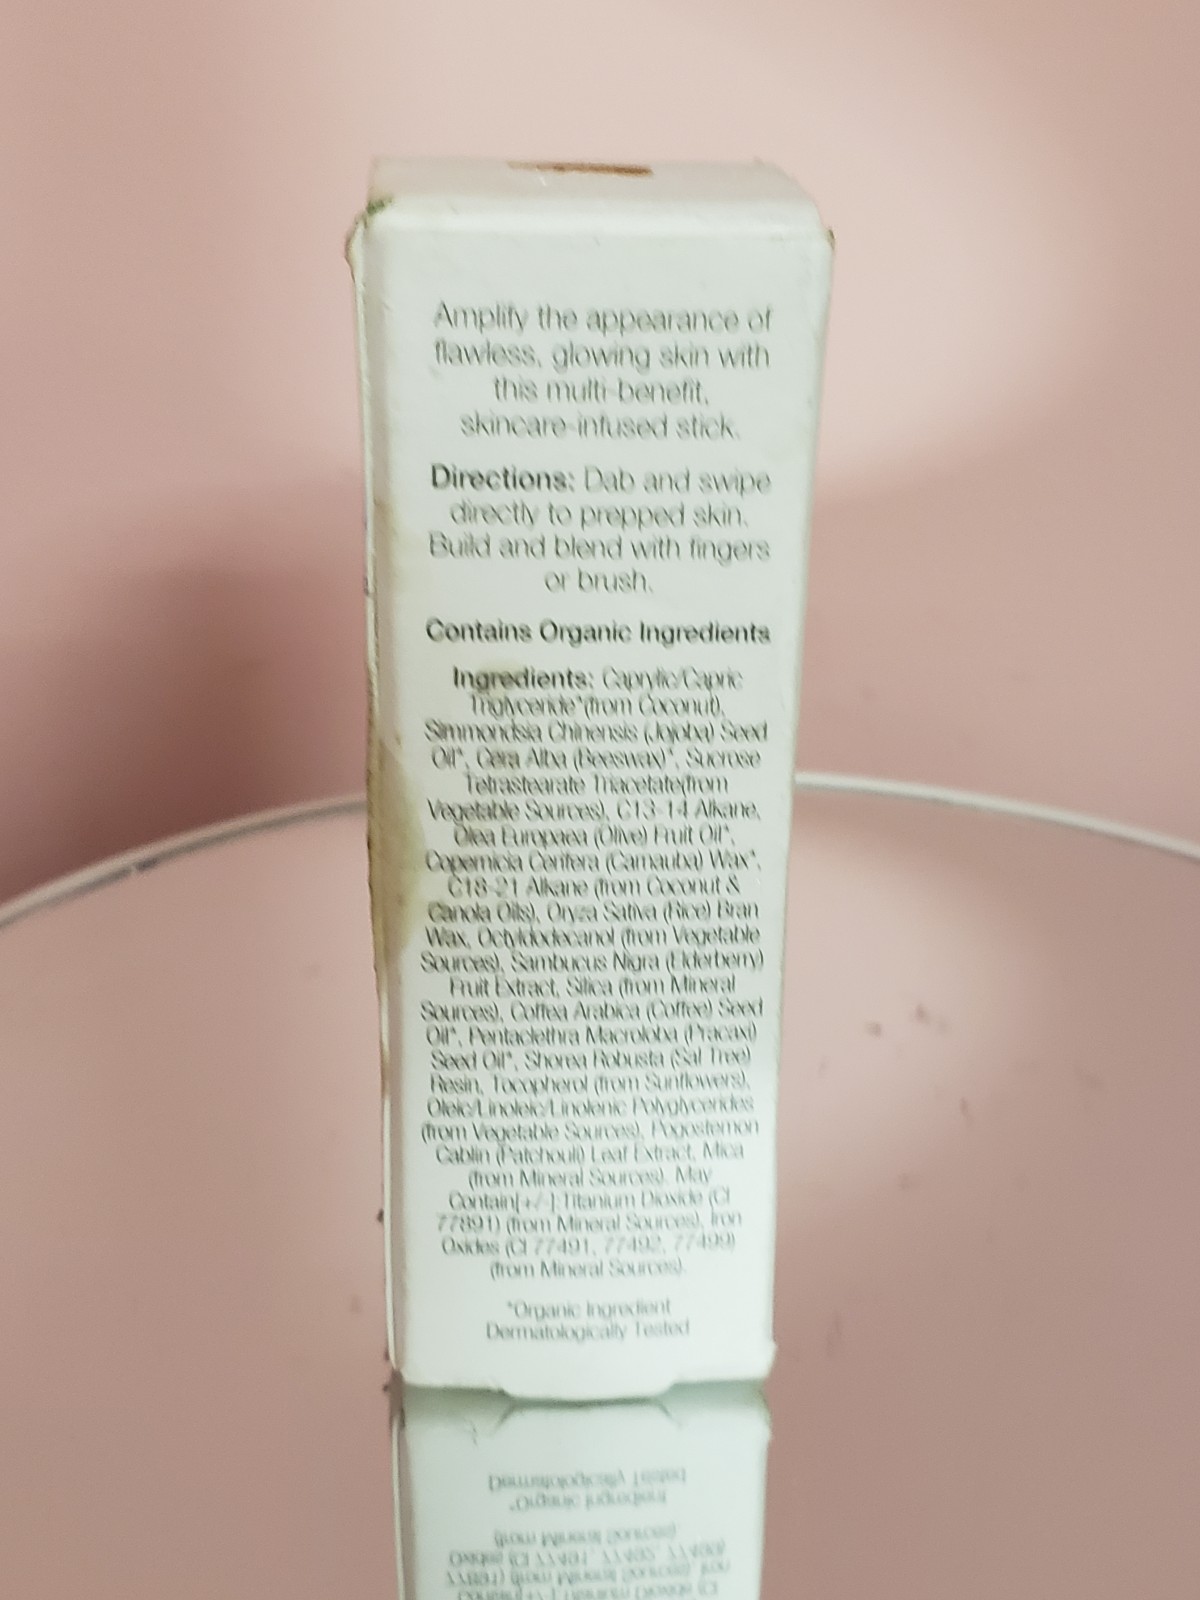 Amplify the appearance of
flawless, glowing skin with
this multi-benefit,
skincare-infused stick.
Directions: Dab and swipe
directly to prepped skin.
Build and blend with fingers
or brush.
Contains Organic Ingredients
Ingredients: Caprylic/Capric
Triglyceride*(from Coconut),
Simmondsia Chinensis (Jojoba) Seed
Oil*, Cera Alba (Beeswax)*, Sucrose
Tetrastearate Triacetate(from
Vegetable Sources), C13-14 Alkane,
Olea Europaea (Olive) Fruit Oil*,
Copernicia Cerifera (Carnauba) Wax*,
C18-21 Alkane (from Coconut &
Canola Oils), Oryza Sativa (Rice) Bran
Wax, Octyldodecanol (from Vegetable
Sources), Sambucus Nigra (Elderberry)
Fruit Extract, Silica (from Mineral
Sources), Coffea Arabica (Coffee) Seed
Oil*, Pentaclethra Macroloba (Pracaxi)
Seed Oil*, Shorea Robusta (Sal Tree)
Resin, Tocopherol (from Sunflowers),
Oleic/Linoleic/Linolenic Polyglycerides
(from Vegetable Sources), Pogostemon
Cablin (Patchouli) Leaf Extract, Mica
(from Mineral Sources). May
Contain[+/-]:Titanium Dioxide (CI
77891) (from Mineral Sources), Iron
Oxides (CI 77491, 77492, 77499)
(from Mineral Sources).
*Organic Ingredient
Dermatologically Tested